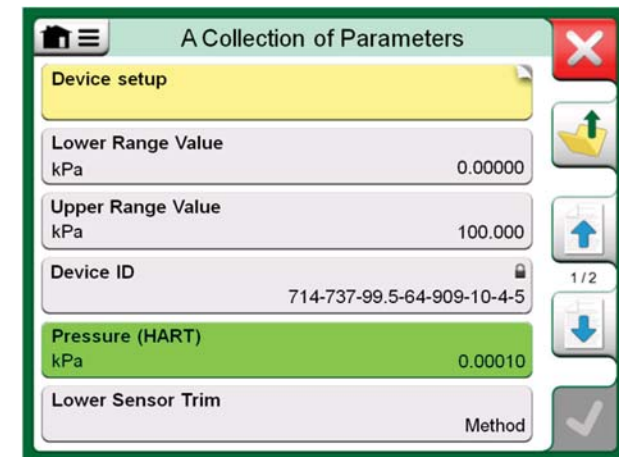 A Collection of Parameters
Device setup
Lower Range Value
kPa
0.00000
Upper Range Value
kPa
100.000
Device ID
714-737-99.5-64-909-10-4-5
Pressure (HART)
kPa
0.00010
Lower Sensor Trim
Method
1/2